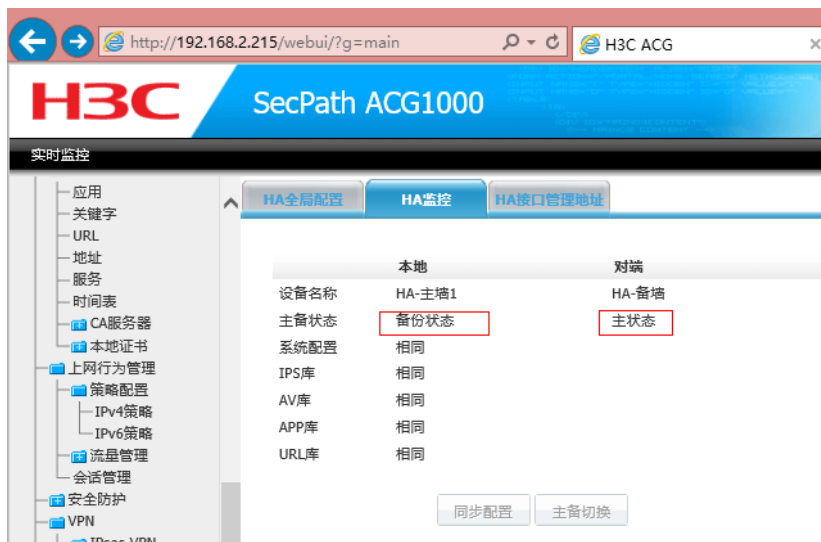 http://192.168.2.215/webui/?g=main
H3C ACG
H3C
SecPath ACG1000
实时监控
应用
关键字
URL
地址
服务
时间表
CA服务器
本地证书
上网行为管理
策略配置
IPv4策略
IPv6策略
流量管理
会话管理
安全防护
VPN
HA全局配置 HA监控 HA接口管理地址
本地 对端
设备名称 HA-主墙1 HA-备墙
主备状态 备份状态 主状态
系统配置 相同
IPS库 相同
AV库 相同
APP库 相同
URL库 相同
同步配置 主备切换